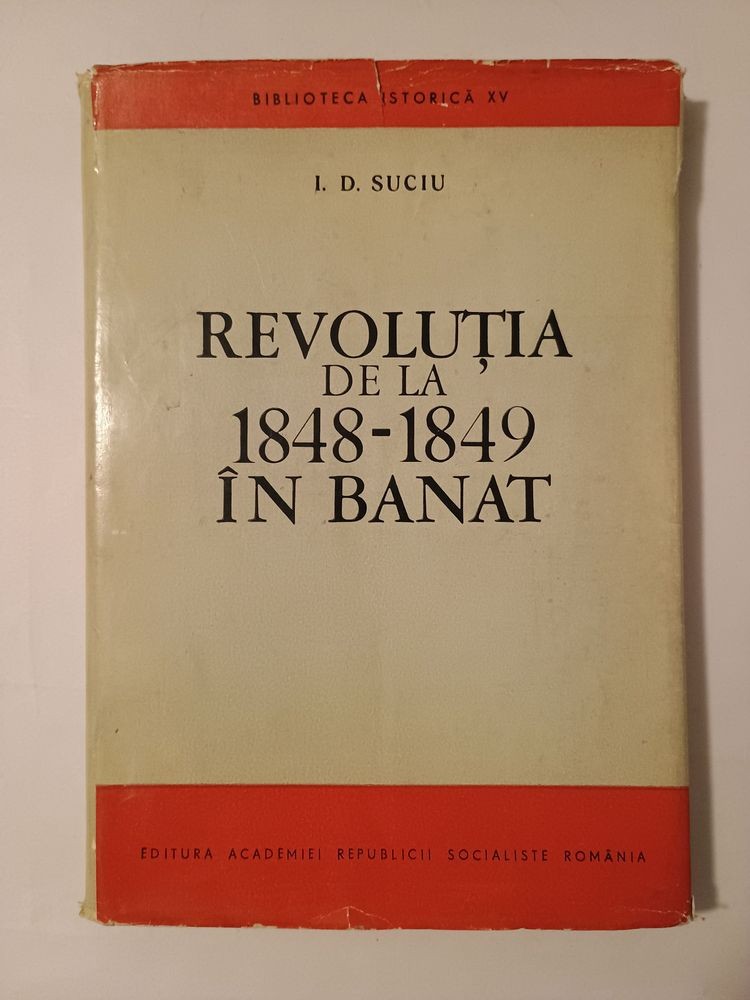 BIBLIOTECA ISTORICĂ XV
I. D. SUCIU
REVOLUȚIA
DE LA
1848-1849
ÎN BANAT
EDITURA ACADEMIEI REPUBLICII SOCIALISTE ROMÂNIA